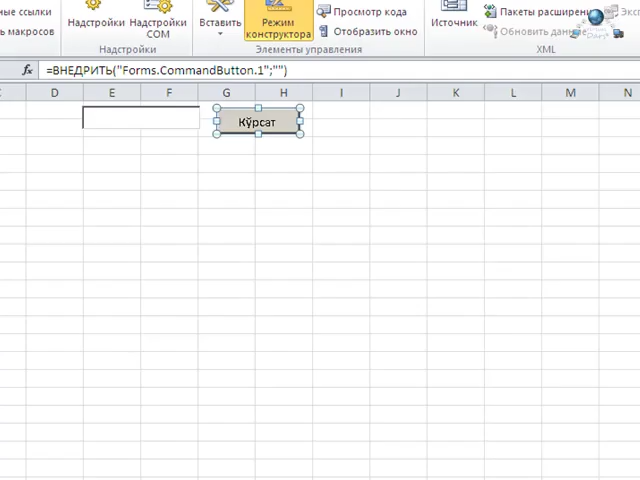 Надстройки Надстройки COM Вставить Режим конструктора Просмотр кода Отобразить окно Источник Пакеты расширени Обновить данные
ные ссылки
ь макросов
Надстройки Элементы управления XML
fx =ВНЕДРИТЬ("Forms.CommandButton.1";"")
D E F G H I J K L M N
Кўрсат